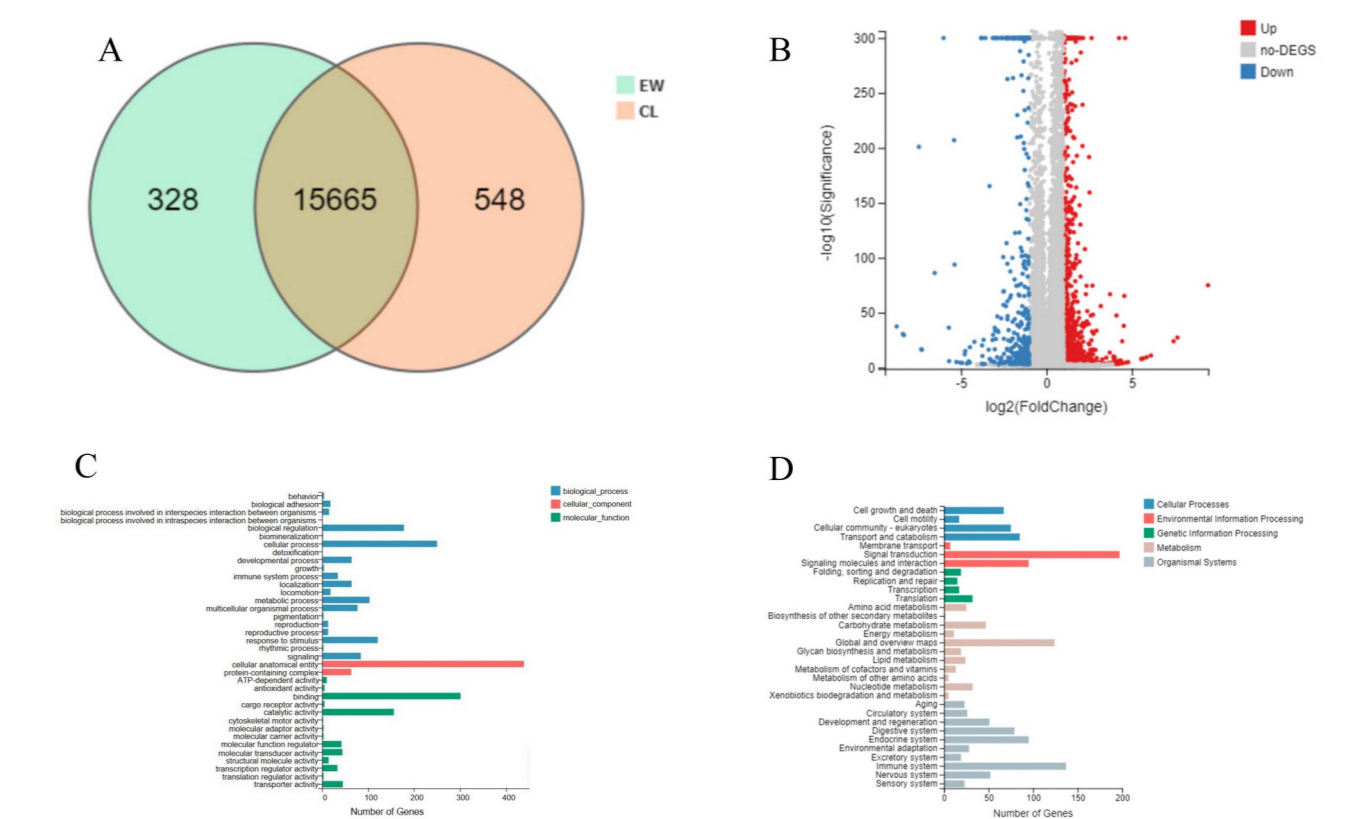 A
EW
CL
328
15665
548
B
Up
no-DEGS
Down
300
250
200
150
100
50
0
-log10(Significance)
-5
0
5
log2(FoldChange)
C
behavior
biological adhesion
biological process involved in interspecies interaction between organisms
biological process involved in intraspecies interaction between organisms
biological regulation
biomineralization
cellular process
detoxification
developmental process
growth
immune system process
localization
locomotion
metabolic process
multicellular organismal process
pigmentation
reproduction
reproductive process
response to stimulus
rhythmic process
signaling
cellular anatomical entity
protein-containing complex
ATP-dependent activity
antioxidant activity
binding
cargo receptor activity
catalytic activity
cytoskeletal motor activity
molecular adaptor activity
molecular carrier activity
molecular function regulator
molecular transducer activity
structural molecule activity
transcription regulator activity
translation regulator activity
transporter activity
0 100 200 300 400
Number of Genes
biological_process
cellular_component
molecular_function
D
Cell growth and death
Cell motility
Cellular community - eukaryotes
Transport and catabolism
Membrane transport
Signal transduction
Signaling molecules and interaction
Folding, sorting and degradation
Replication and repair
Transcription
Translation
Amino acid metabolism
Biosynthesis of other secondary metabolites
Carbohydrate metabolism
Energy metabolism
Global and overview maps
Glycan biosynthesis and metabolism
Lipid metabolism
Metabolism of cofactors and vitamins
Metabolism of other amino acids
Nucleotide metabolism
Xenobiotics biodegradation and metabolism
Aging
Circulatory system
Development and regeneration
Digestive system
Endocrine system
Environmental adaptation
Excretory system
Immune system
Nervous system
Sensory system
0 50 100 150 200
Number of Genes
Cellular Processes
Environmental Information Processing
Genetic Information Processing
Metabolism
Organismal Systems